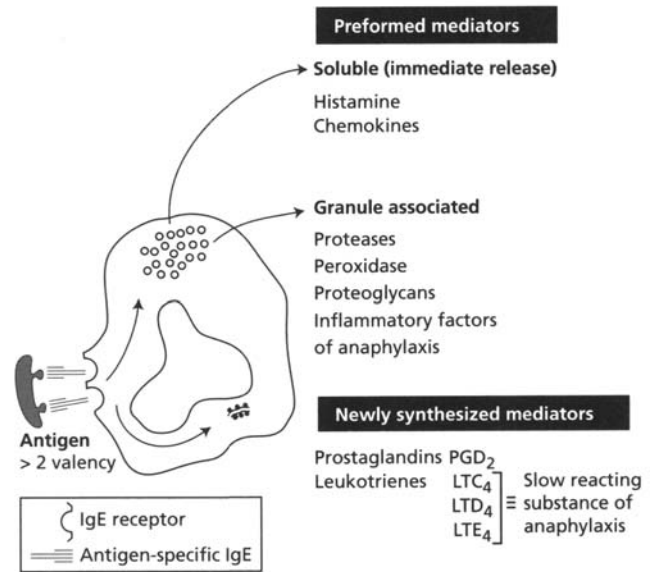 Preformed mediators
Soluble (immediate release)
Histamine
Chemokines
Granule associated
Proteases
Peroxidase
Proteoglycans
Inflammatory factors
of anaphylaxis
Antigen
> 2 valency
IgE receptor
Antigen-specific IgE
Newly synthesized mediators
Prostaglandins PGD₂
Leukotrienes LTC₄
LTD₄
LTE₄
≡ Slow reacting
substance of
anaphylaxis